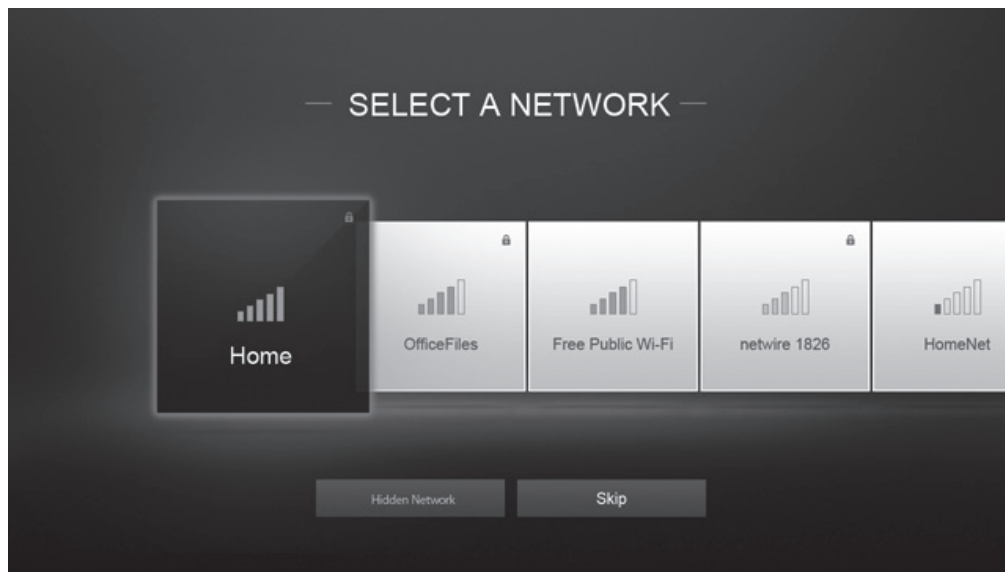 SELECT A NETWORK
Home
OfficeFiles
Free Public Wi-Fi
netwire 1826
HomeNet
Hidden Network
Skip